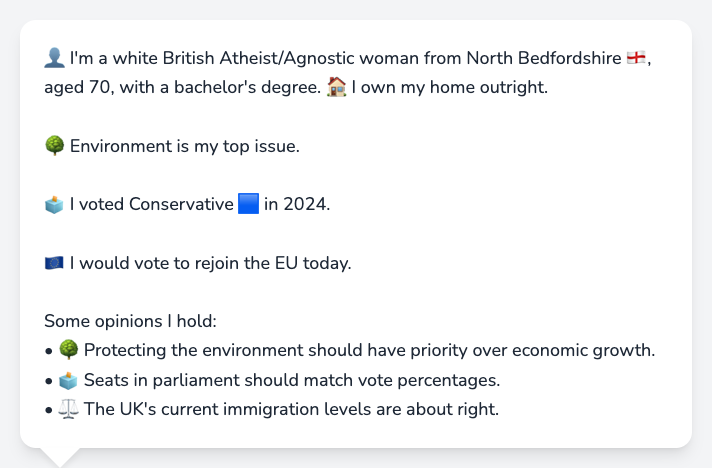 👤 I'm a white British Atheist/Agnostic woman from North Bedfordshire 🏴󠁧󠁢󠁥󠁮󠁧󠁿,
aged 70, with a bachelor's degree. 🏠 I own my home outright.
🌳 Environment is my top issue.
🗳️ I voted Conservative 🟦 in 2024.
🇪🇺 I would vote to rejoin the EU today.
Some opinions I hold:
• 🌳 Protecting the environment should have priority over economic growth.
• 🗳️ Seats in parliament should match vote percentages.
• ⚖️ The UK's current immigration levels are about right.